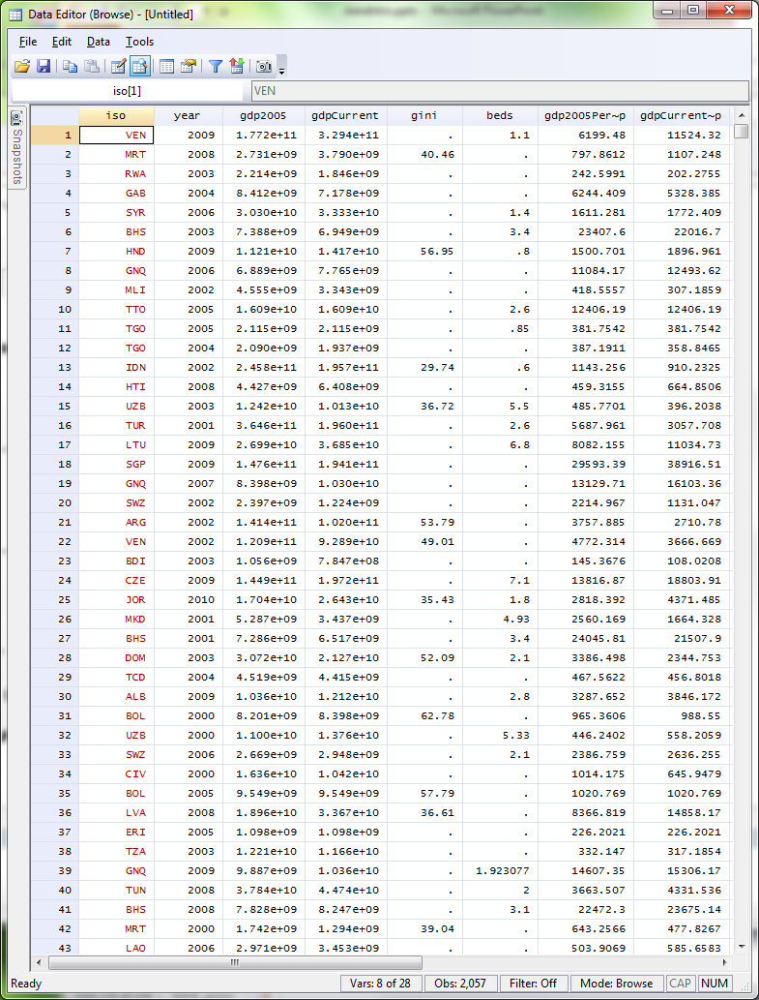 Data Editor (Browse) - [Untitled]
File Edit Data Tools
iso[1] VEN
Snapshots
iso year gdp2005 gdpCurrent gini beds gdp2005Per~p gdpCurrent~p
1 VEN 2009 1.772e+11 3.294e+11 . 1.1 6199.48 11524.32
2 MRT 2008 2.731e+09 3.790e+09 40.46 . 797.8612 1107.248
3 RWA 2003 2.214e+09 1.846e+09 . . 242.5991 202.2755
4 GAB 2004 8.412e+09 7.178e+09 . . 6244.409 5328.385
5 SYR 2006 3.030e+10 3.333e+10 . 1.4 1611.281 1772.409
6 BHS 2003 7.388e+09 6.949e+09 . 3.4 23407.6 22016.7
7 HND 2009 1.121e+10 1.417e+10 56.95 .8 1500.701 1896.961
8 GNQ 2006 6.889e+09 7.765e+09 . . 11084.17 12493.62
9 MLI 2002 4.555e+09 3.343e+09 . . 418.5557 307.1859
10 TTO 2005 1.609e+10 1.609e+10 . 2.6 12406.19 12406.19
11 TGO 2005 2.115e+09 2.115e+09 . .85 381.7542 381.7542
12 TGO 2004 2.090e+09 1.937e+09 . . 387.1911 358.8465
13 IDN 2002 2.458e+11 1.957e+11 29.74 .6 1143.256 910.2325
14 HTI 2008 4.427e+09 6.408e+09 . . 459.3155 664.8506
15 UZB 2003 1.242e+10 1.013e+10 36.72 5.5 485.7701 396.2038
16 TUR 2001 3.646e+11 1.960e+11 . 2.6 5687.961 3057.708
17 LTU 2009 2.699e+10 3.685e+10 . 6.8 8082.155 11034.73
18 SGP 2009 1.476e+11 1.941e+11 . . 29593.39 38916.51
19 GNQ 2007 8.398e+09 1.030e+10 . . 13129.71 16103.36
20 SWZ 2002 2.397e+09 1.224e+09 . . 2214.967 1131.047
21 ARG 2002 1.414e+11 1.020e+11 53.79 . 3757.885 2710.78
22 VEN 2002 1.209e+11 9.289e+10 49.01 . 4772.314 3666.669
23 BDI 2003 1.056e+09 7.847e+08 . . 145.3676 108.0208
24 CZE 2009 1.449e+11 1.972e+11 . 7.1 13816.87 18803.91
25 JOR 2010 1.704e+10 2.643e+10 35.43 1.8 2818.392 4371.485
26 MKD 2001 5.287e+09 3.437e+09 . 4.93 2560.169 1664.328
27 BHS 2001 7.286e+09 6.517e+09 . 3.4 24045.81 21507.9
28 DOM 2003 3.072e+10 2.127e+10 52.09 2.1 3386.498 2344.753
29 TCD 2004 4.519e+09 4.415e+09 . . 467.5622 456.8018
30 ALB 2009 1.036e+10 1.212e+10 . 2.8 3287.652 3846.172
31 BOL 2000 8.201e+09 8.398e+09 62.78 . 965.3606 988.55
32 UZB 2000 1.100e+10 1.376e+10 . 5.33 446.2402 558.2059
33 SWZ 2006 2.669e+09 2.948e+09 . 2.1 2386.759 2636.255
34 CIV 2000 1.636e+10 1.042e+10 . . 1014.175 645.9479
35 BOL 2005 9.549e+09 9.549e+09 57.79 . 1020.769 1020.769
36 LVA 2008 1.896e+10 3.367e+10 36.61 . 8366.819 14858.17
37 ERI 2005 1.098e+09 1.098e+09 . . 226.2021 226.2021
38 TZA 2003 1.221e+10 1.166e+10 . . 332.147 317.1854
39 GNQ 2009 9.887e+09 1.036e+10 . 1.923077 14607.35 15306.17
40 TUN 2008 3.784e+10 4.474e+10 . 2 3663.507 4331.536
41 BHS 2008 7.828e+09 8.247e+09 . 3.1 22472.3 23675.14
42 MRT 2000 1.742e+09 1.294e+09 39.04 . 643.2566 477.8267
43 LAO 2006 2.971e+09 3.453e+09 . . 503.9069 585.6583
Ready Vars: 8 of 28 Obs: 2,057 Filter: Off Mode: Browse CAP NUM